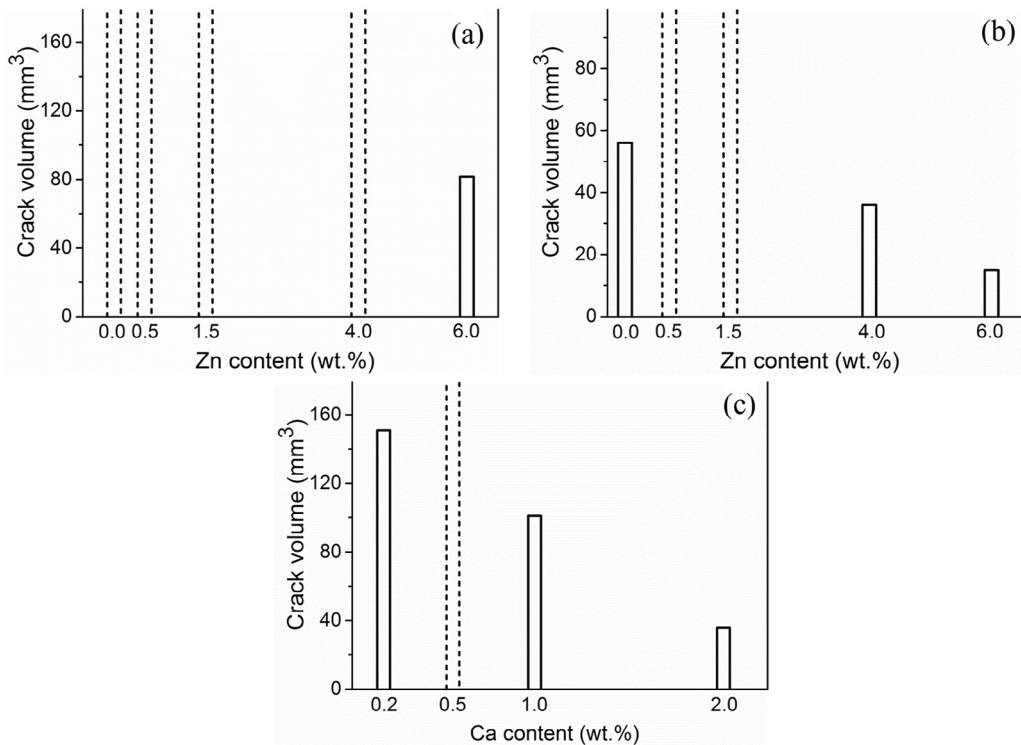 (a)
Crack volume (mm³)
160
120
80
40
0
0.0 0.5 1.5 4.0 6.0
Zn content (wt.%)
(b)
Crack volume (mm³)
80
60
40
20
0
0.0 0.5 1.5 4.0 6.0
Zn content (wt.%)
(c)
Crack volume (mm³)
160
120
80
40
0
0.2 0.5 1.0 2.0
Ca content (wt.%)